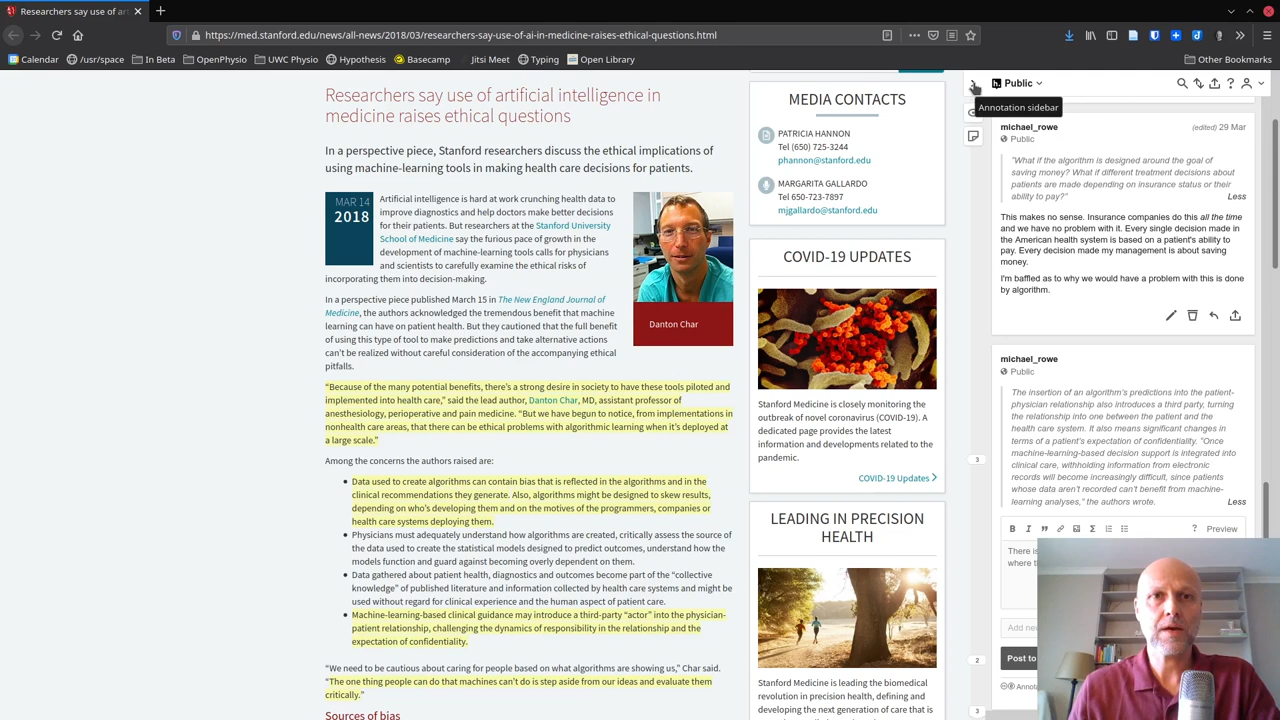 Researchers say use of ar
https://med.stanford.edu/news/all-news/2018/03/researchers-say-use-of-ai-in-medicine-raises-ethical-questions.html
Calendar
/usr/space
In Beta
OpenPhysio
UWC Physio
Hypothesis
Basecamp
Jitsi Meet
Typing
Open Library
Other Bookmarks
Researchers say use of artificial intelligence in
medicine raises ethical questions
In a perspective piece, Stanford researchers discuss the ethical implications of
using machine-learning tools in making health care decisions for patients.
MAR 14
2018
Artificial intelligence is hard at work crunching health data to
improve diagnostics and help doctors make better decisions
for their patients. But researchers at the Stanford University
School of Medicine say the furious pace of growth in the
development of machine-learning tools calls for physicians
and scientists to carefully examine the ethical risks of
incorporating them into decision-making.
Danton Char
In a perspective piece published March 15 in The New England Journal of
Medicine, the authors acknowledged the tremendous benefit that machine
learning can have on patient health. But they cautioned that the full benefit
of using this type of tool to make predictions and take alternative actions
can't be realized without careful consideration of the accompanying ethical
pitfalls.
“Because of the many potential benefits, there's a strong desire in society to have these tools piloted and
implemented into health care,” said the lead author, Danton Char, MD, assistant professor of
anesthesiology, perioperative and pain medicine. “But we have begun to notice, from implementations in
nonhealth care areas, that there can be ethical problems with algorithmic learning when it's deployed at
a large scale.”
Among the concerns the authors raised are:
Data used to create algorithms can contain bias that is reflected in the algorithms and in the
clinical recommendations they generate. Also, algorithms might be designed to skew results,
depending on who's developing them and on the motives of the programmers, companies or
health care systems deploying them.
Physicians must adequately understand how algorithms are created, critically assess the source of
the data used to create the statistical models designed to predict outcomes, understand how the
models function and guard against becoming overly dependent on them.
Data gathered about patient health, diagnostics and outcomes become part of the “collective
knowledge” of published literature and information collected by health care systems and might be
used without regard for clinical experience and the human aspect of patient care.
Machine-learning-based clinical guidance may introduce a third-party “actor” into the physician-
patient relationship, challenging the dynamics of responsibility in the relationship and the
expectation of confidentiality.
“We need to be cautious about caring for people based on what algorithms are showing us,” Char said.
“The one thing people can do that machines can't do is step aside from our ideas and evaluate them
critically.”
Sources of bias
MEDIA CONTACTS
PATRICIA HANNON
Tel (650) 725-3244
phannon@stanford.edu
MARGARITA GALLARDO
Tel 650-723-7897
mjgallardo@stanford.edu
COVID-19 UPDATES
Stanford Medicine is closely monitoring the
outbreak of novel coronavirus (COVID-19). A
dedicated page provides the latest
information and developments related to the
pandemic.
COVID-19 Updates
LEADING IN PRECISION
HEALTH
Stanford Medicine is leading the biomedical
revolution in precision health, defining and
developing the next generation of care that is
Public
Annotation sidebar
michael_rowe
(edited) 29 Mar
Public
"What if the algorithm is designed around the goal of
saving money? What if different treatment decisions about
patients are made depending on insurance status or their
ability to pay?"
Less
This makes no sense. Insurance companies do this all the time
and we have no problem with it. Every single decision made in
the American health system is based on a patient's ability to
pay. Every decision made my management is about saving
money.
I'm baffled as to why we would have a problem with this is done
by algorithm.
michael_rowe
Public
The insertion of an algorithm's predictions into the patient-
physician relationship also introduces a third party, turning
the relationship into one between the patient and the
health care system. It also means significant changes in
terms of a patient's expectation of confidentiality. "Once
machine-learning-based decision support is integrated into
clinical care, withholding information from electronic
records will become increasingly difficult, since patients
whose data aren't recorded can't benefit from machine-
learning analyses," the authors wrote.
Less
3
B I ? Preview
There is
where t
Add ne
2
Post to
Annota
3